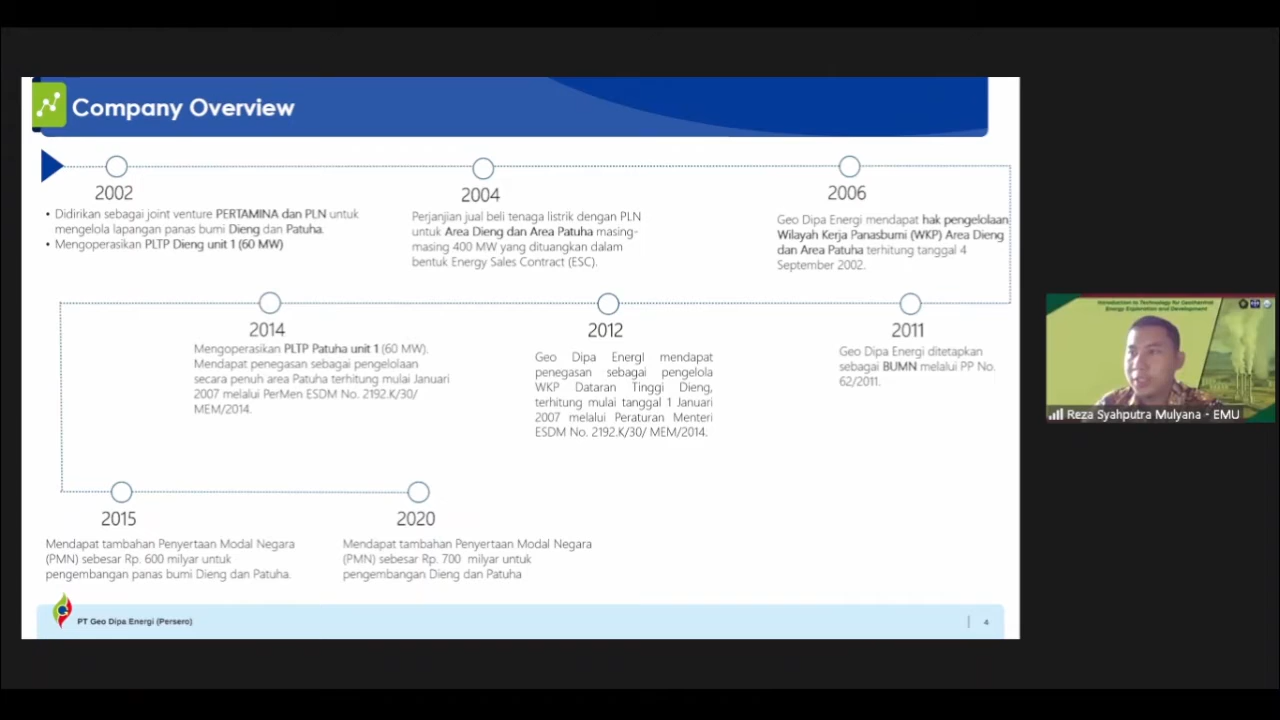 Company Overview
2002
• Didirikan sebagai joint venture PERTAMINA dan PLN untuk
mengelola lapangan panas bumi Dieng dan Patuha.
• Mengoperasikan PLTP Dieng unit 1 (60 MW)
2004
Perjanjian jual beli tenaga listrik dengan PLN
untuk Area Dieng dan Area Patuha masing-
masing 400 MW yang dituangkan dalam
bentuk Energy Sales Contract (ESC).
2006
Geo Dipa Energi mendapat hak pengelolaan
Wilayah Kerja Panasbumi (WKP) Area Dieng
dan Area Patuha terhitung tanggal 4
September 2002.
2014
Mengoperasikan PLTP Patuha unit 1 (60 MW).
Mendapat penegasan sebagai pengelolaan
secara penuh area Patuha terhitung mulai Januari
2007 melalui PerMen ESDM No. 2192.K/30/
MEM/2014.
2012
Geo Dipa EnergI mendapat
penegasan sebagai pengelola
WKP Dataran Tinggi Dieng,
terhitung mulai tanggal 1 Januari
2007 melalui Peraturan Menteri
ESDM No. 2192.K/30/ MEM/2014.
2011
Geo Dipa Energi ditetapkan
sebagai BUMN melalui PP No.
62/2011.
2015
Mendapat tambahan Penyertaan Modal Negara
(PMN) sebesar Rp. 600 milyar untuk
pengembangan panas bumi Dieng dan Patuha.
2020
Mendapat tambahan Penyertaan Modal Negara
(PMN) sebesar Rp. 700 milyar untuk
pengembangan Dieng dan Patuha
PT Geo Dipa Energi (Persero)
4
Introduction to Technology for Geothermal
Energy Exploration and Development
Reza Syahputra Mulyana - EMU